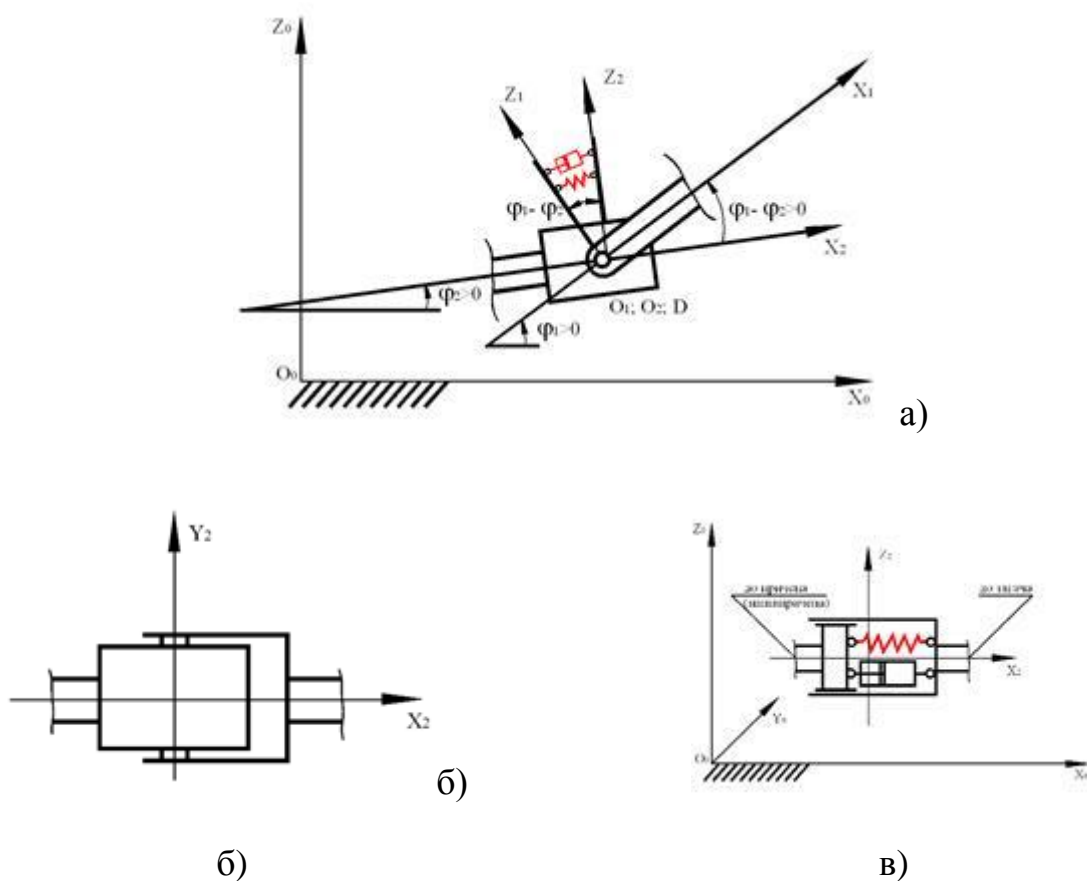 Z₀
Z₂
X₁
Z₁
φ₁- φ₂
φ₁- φ₂>0
X₂
φ₂>0
O₁; O₂; D
φ₁>0
O₀
X₀
а)
Y₂
X₂
б)
Z₂
X₂
Y₀
O₀
X₀
б)
в)